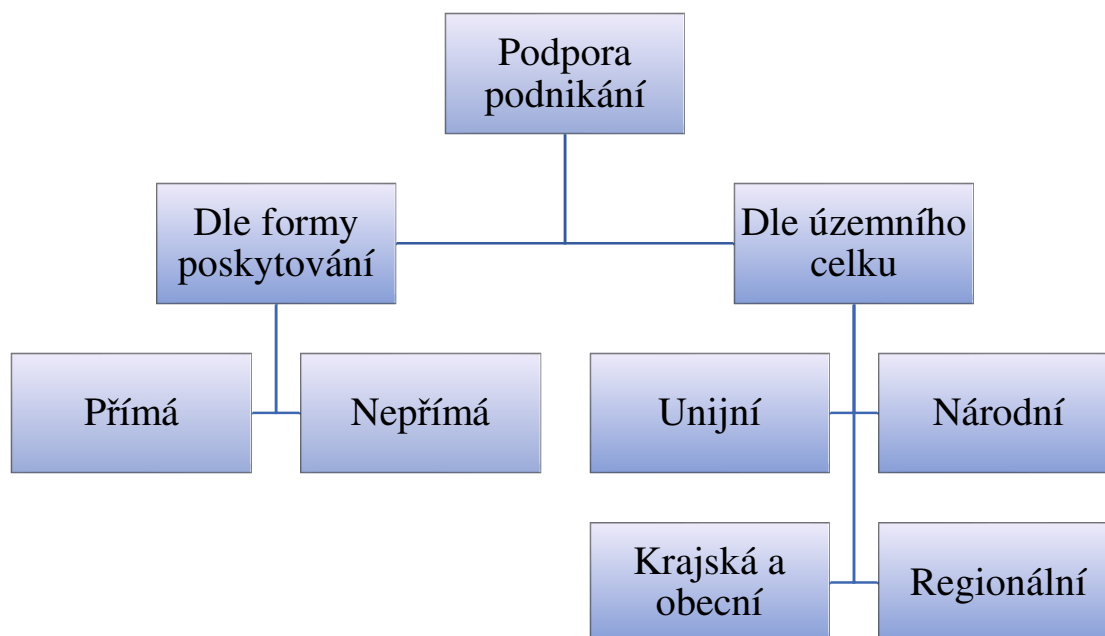 Podpora
podnikání
Dle formy
poskytování
Dle územního
celku
Přímá
Nepřímá
Unijní
Národní
Krajská a
obecní
Regionální